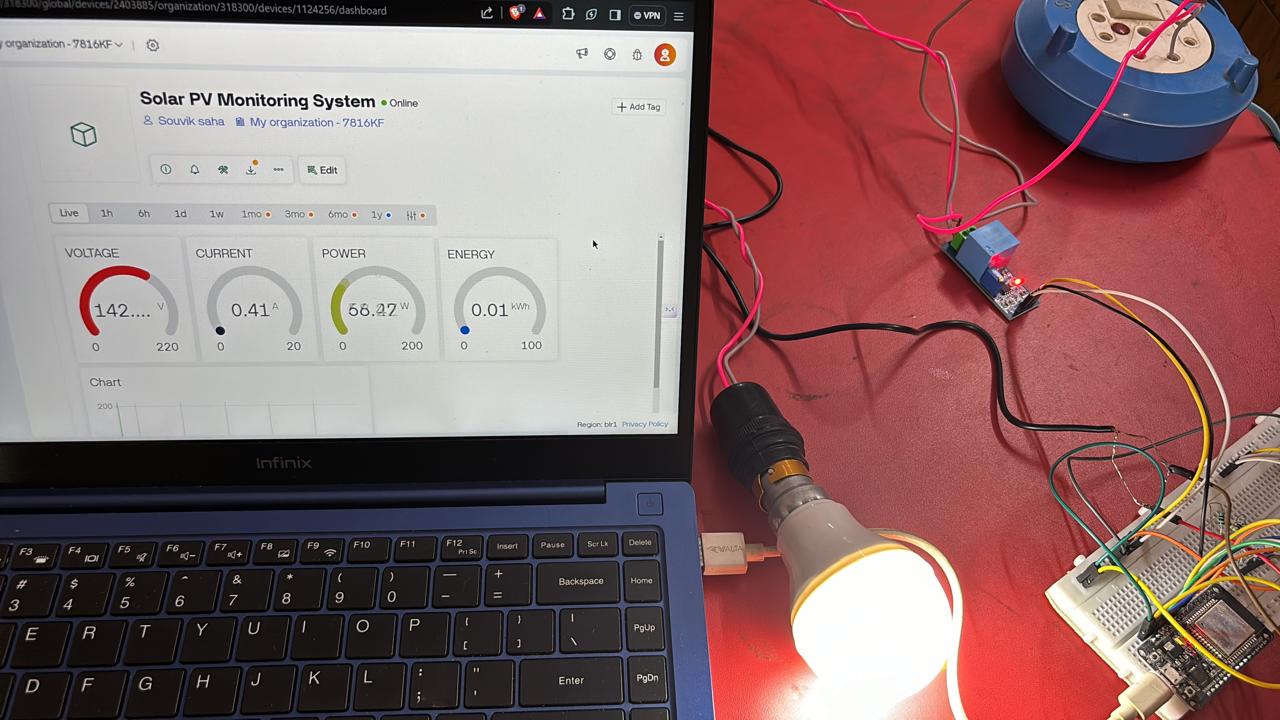 318300/global/devices/2403885/organization/318300/devices/1124256/dashboard
VPN
y organization - 7816KF
Solar PV Monitoring System
Online
Add Tag
Souvik saha
My organization - 7816KF
Edit
Live 1h 6h 1d 1w 1mo 3mo 6mo 1y
VOLTAGE CURRENT POWER ENERGY
142.... V 0.41 A W 0.01 kWh
0 220 0 20 0 200 0 100
Chart
200
Region: blr1 Privacy Policy
Infinix
F3 F4 F5 F6 F7 F8 F9 F10 F11 F12 Prt Sc Insert Pause Scr Lk Delete
# $ % ^ & * ( ) — +
3 4 5 6 7 8 9 0 - = Backspace Home
E R T Y U I O P { } | PgUp
[ ] \
D F G H J K L : " Enter PgDn
; '